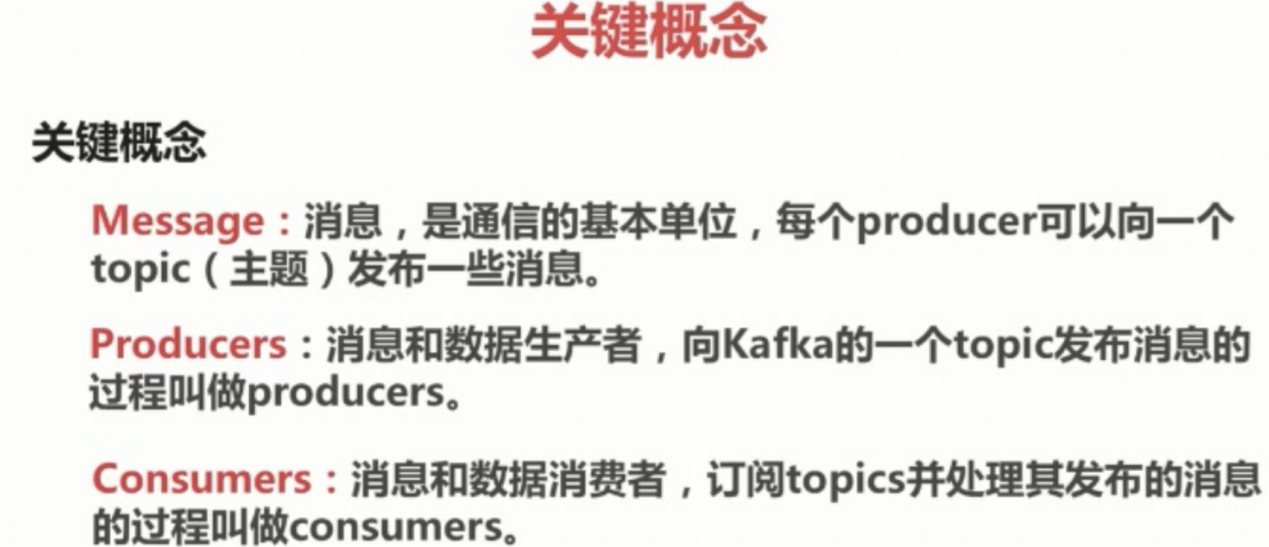 关键概念
关键概念
Message：消息，是通信的基本单位，每个producer可以向一个
topic（主题）发布一些消息。
Producers：消息和数据生产者，向Kafka的一个topic发布消息的
过程叫做producers。
Consumers：消息和数据消费者，订阅topics并处理其发布的消息
的过程叫做consumers。